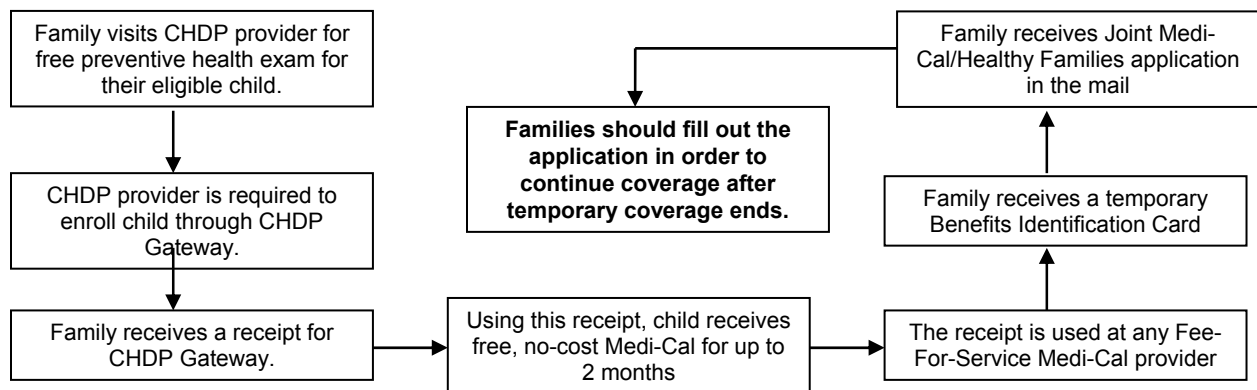 Family visits CHDP provider for
free preventive health exam for
their eligible child.
CHDP provider is required to
enroll child through CHDP
Gateway.
Family receives a receipt for
CHDP Gateway.
Using this receipt, child receives
free, no-cost Medi-Cal for up to
2 months
The receipt is used at any Fee-
For-Service Medi-Cal provider
Family receives a temporary
Benefits Identification Card
Family receives Joint Medi-
Cal/Healthy Families application
in the mail
Families should fill out the
application in order to
continue coverage after
temporary coverage ends.